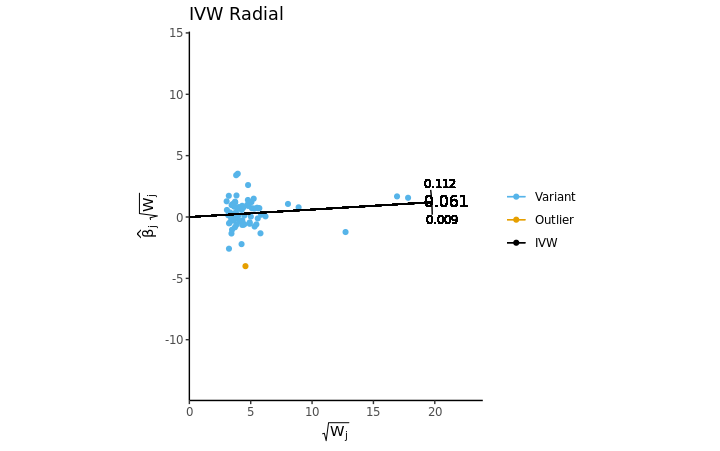 IVW Radial
15
10
5
0
-5
-10
β̂j √Wj
0.112
0.061
0.009
0 5 10 15 20
√Wj
Variant
Outlier
IVW